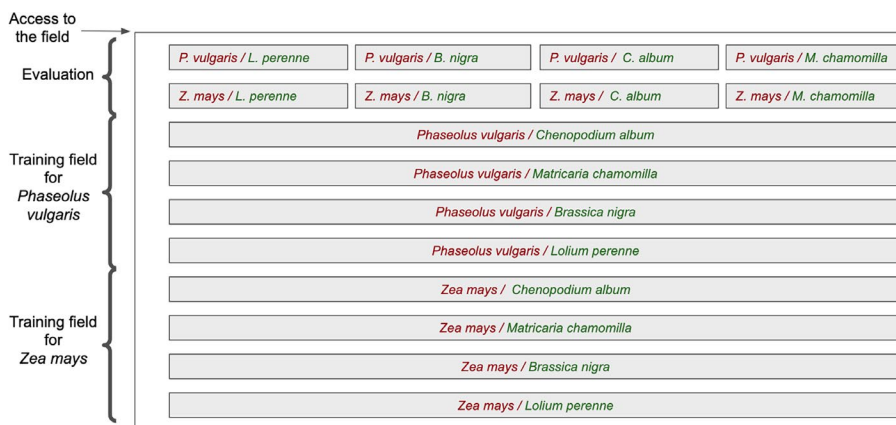 Access to
the field
Evaluation
P. vulgaris / L. perenne
P. vulgaris / B. nigra
P. vulgaris / C. album
P. vulgaris / M. chamomilla
Z. mays / L. perenne
Z. mays / B. nigra
Z. mays / C. album
Z. mays / M. chamomilla
Training field
for
Phaseolus
vulgaris
Phaseolus vulgaris / Chenopodium album
Phaseolus vulgaris / Matricaria chamomilla
Phaseolus vulgaris / Brassica nigra
Phaseolus vulgaris / Lolium perenne
Training field
for
Zea mays
Zea mays / Chenopodium album
Zea mays / Matricaria chamomilla
Zea mays / Brassica nigra
Zea mays / Lolium perenne